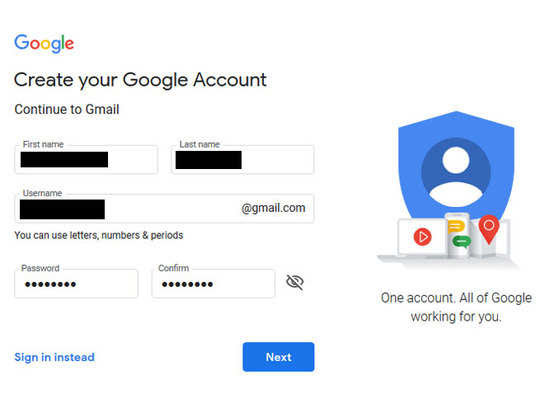 Google
Create your Google Account
Continue to Gmail
First name
Last name
Username
@gmail.com
You can use letters, numbers & periods
Password
Confirm
••••••••
••••••••
Sign in instead
Next
One account. All of Google
working for you.